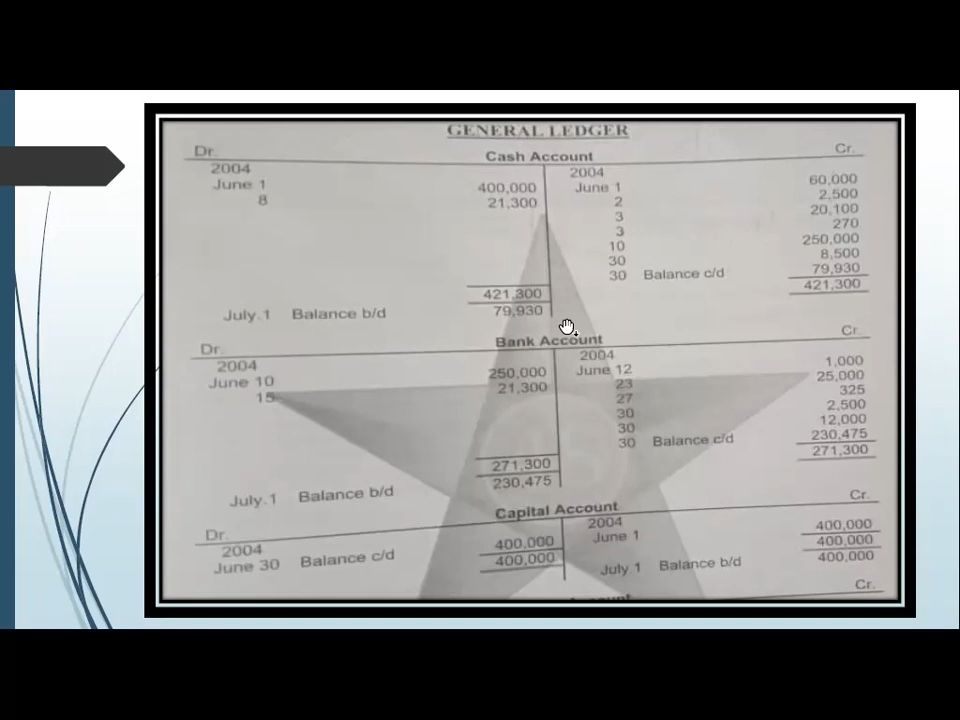 GENERAL LEDGER
Dr. Cash Account Cr.
2004 2004
June 1 400,000 June 1 60,000
8 21,300 2 2,500
3 20,100
3 270
10 250,000
30 8,500
30 Balance c/d 79,930
421,300 421,300
July.1 Balance b/d 79,930
Dr. Bank Account Cr.
2004 2004
June 10 250,000 June 12 1,000
15 21,300 23 25,000
27 325
30 2,500
30 12,000
30 Balance c/d 230,475
271,300 271,300
July.1 Balance b/d 230,475
Dr. Capital Account Cr.
2004 2004
June 30 Balance c/d 400,000 June 1 400,000
400,000 400,000
July 1 Balance b/d 400,000
Cr.